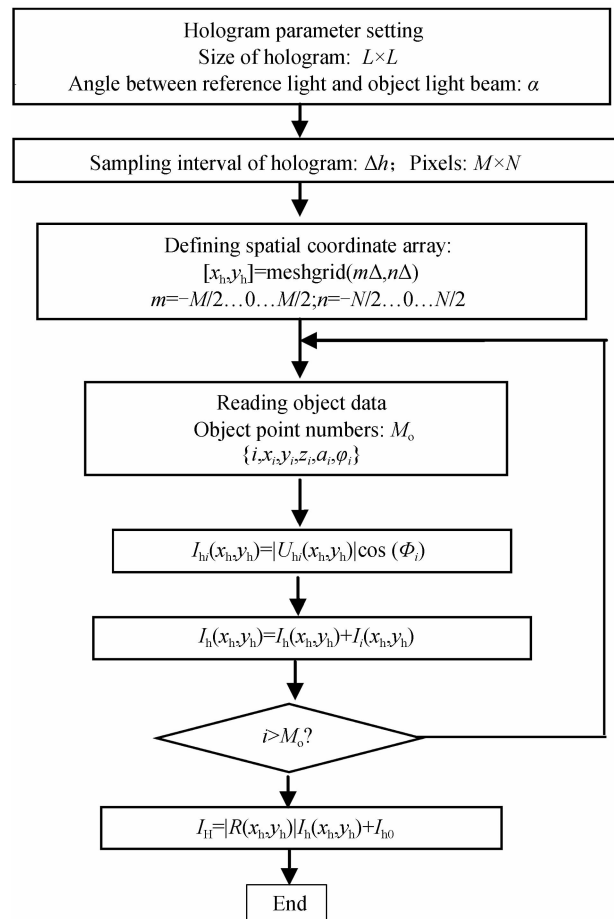 Hologram parameter setting
Size of hologram: L×L
Angle between reference light and object light beam: α
Sampling interval of hologram: Δh; Pixels: M×N
Defining spatial coordinate array:
[xh,yh]=meshgrid(mΔ,nΔ)
m=−M/2…0…M/2;n=−N/2…0…N/2
Reading object data
Object point numbers: Mo
{i,xi,yi,zi,ai,φi}
Ihi(xh,yh)=|Uhi(xh,yh)|cos (Φi)
Ih(xh,yh)=Ih(xh,yh)+Ii(xh,yh)
i>Mo?
IH=|R(xh,yh)|Ih(xh,yh)+Ih0
End